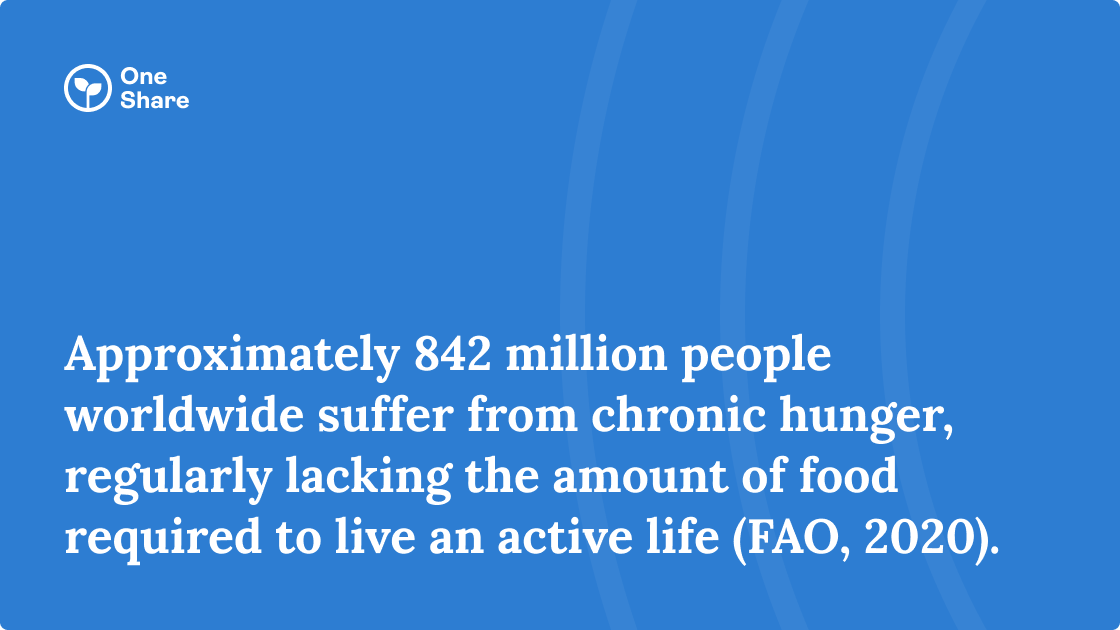 One
Share
Approximately 842 million people
worldwide suffer from chronic hunger,
regularly lacking the amount of food
required to live an active life (FAO, 2020).